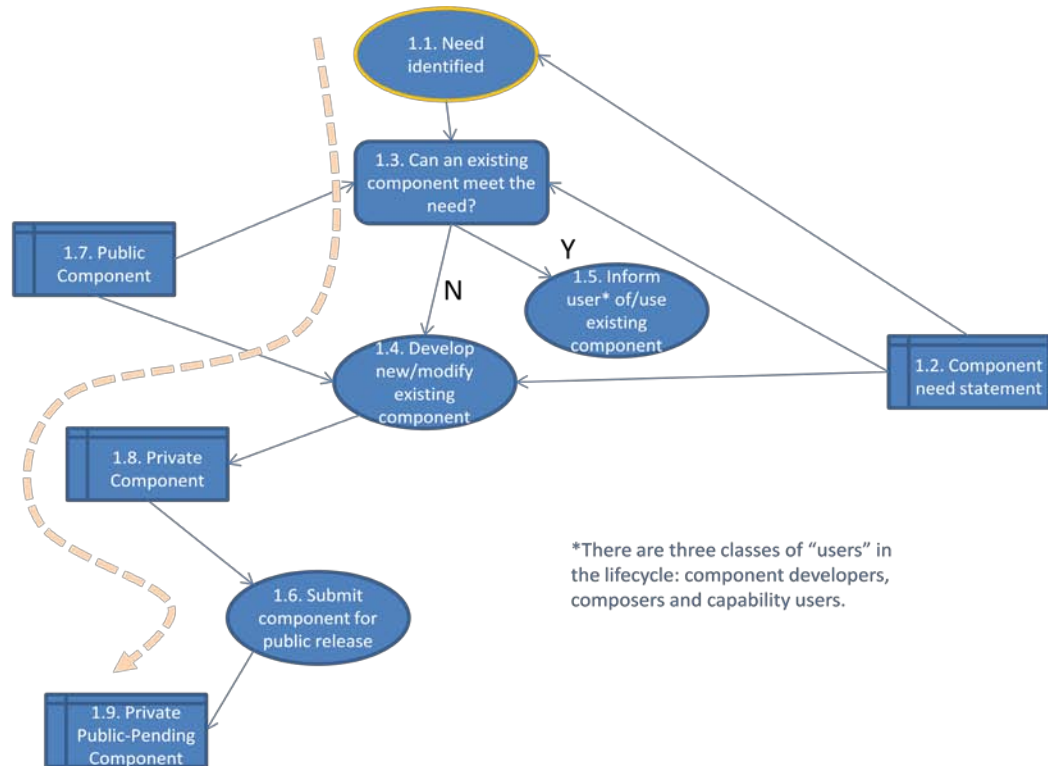 1.1. Need
identified
1.3. Can an existing
component meet the
need?
1.7. Public
Component
Y
N
1.5. Inform
user* of/use
existing
component
1.4. Develop
new/modify
existing
component
1.2. Component
need statement
1.8. Private
Component
*There are three classes of “users” in
the lifecycle: component developers,
composers and capability users.
1.6. Submit
component for
public release
1.9. Private
Public-Pending
Component